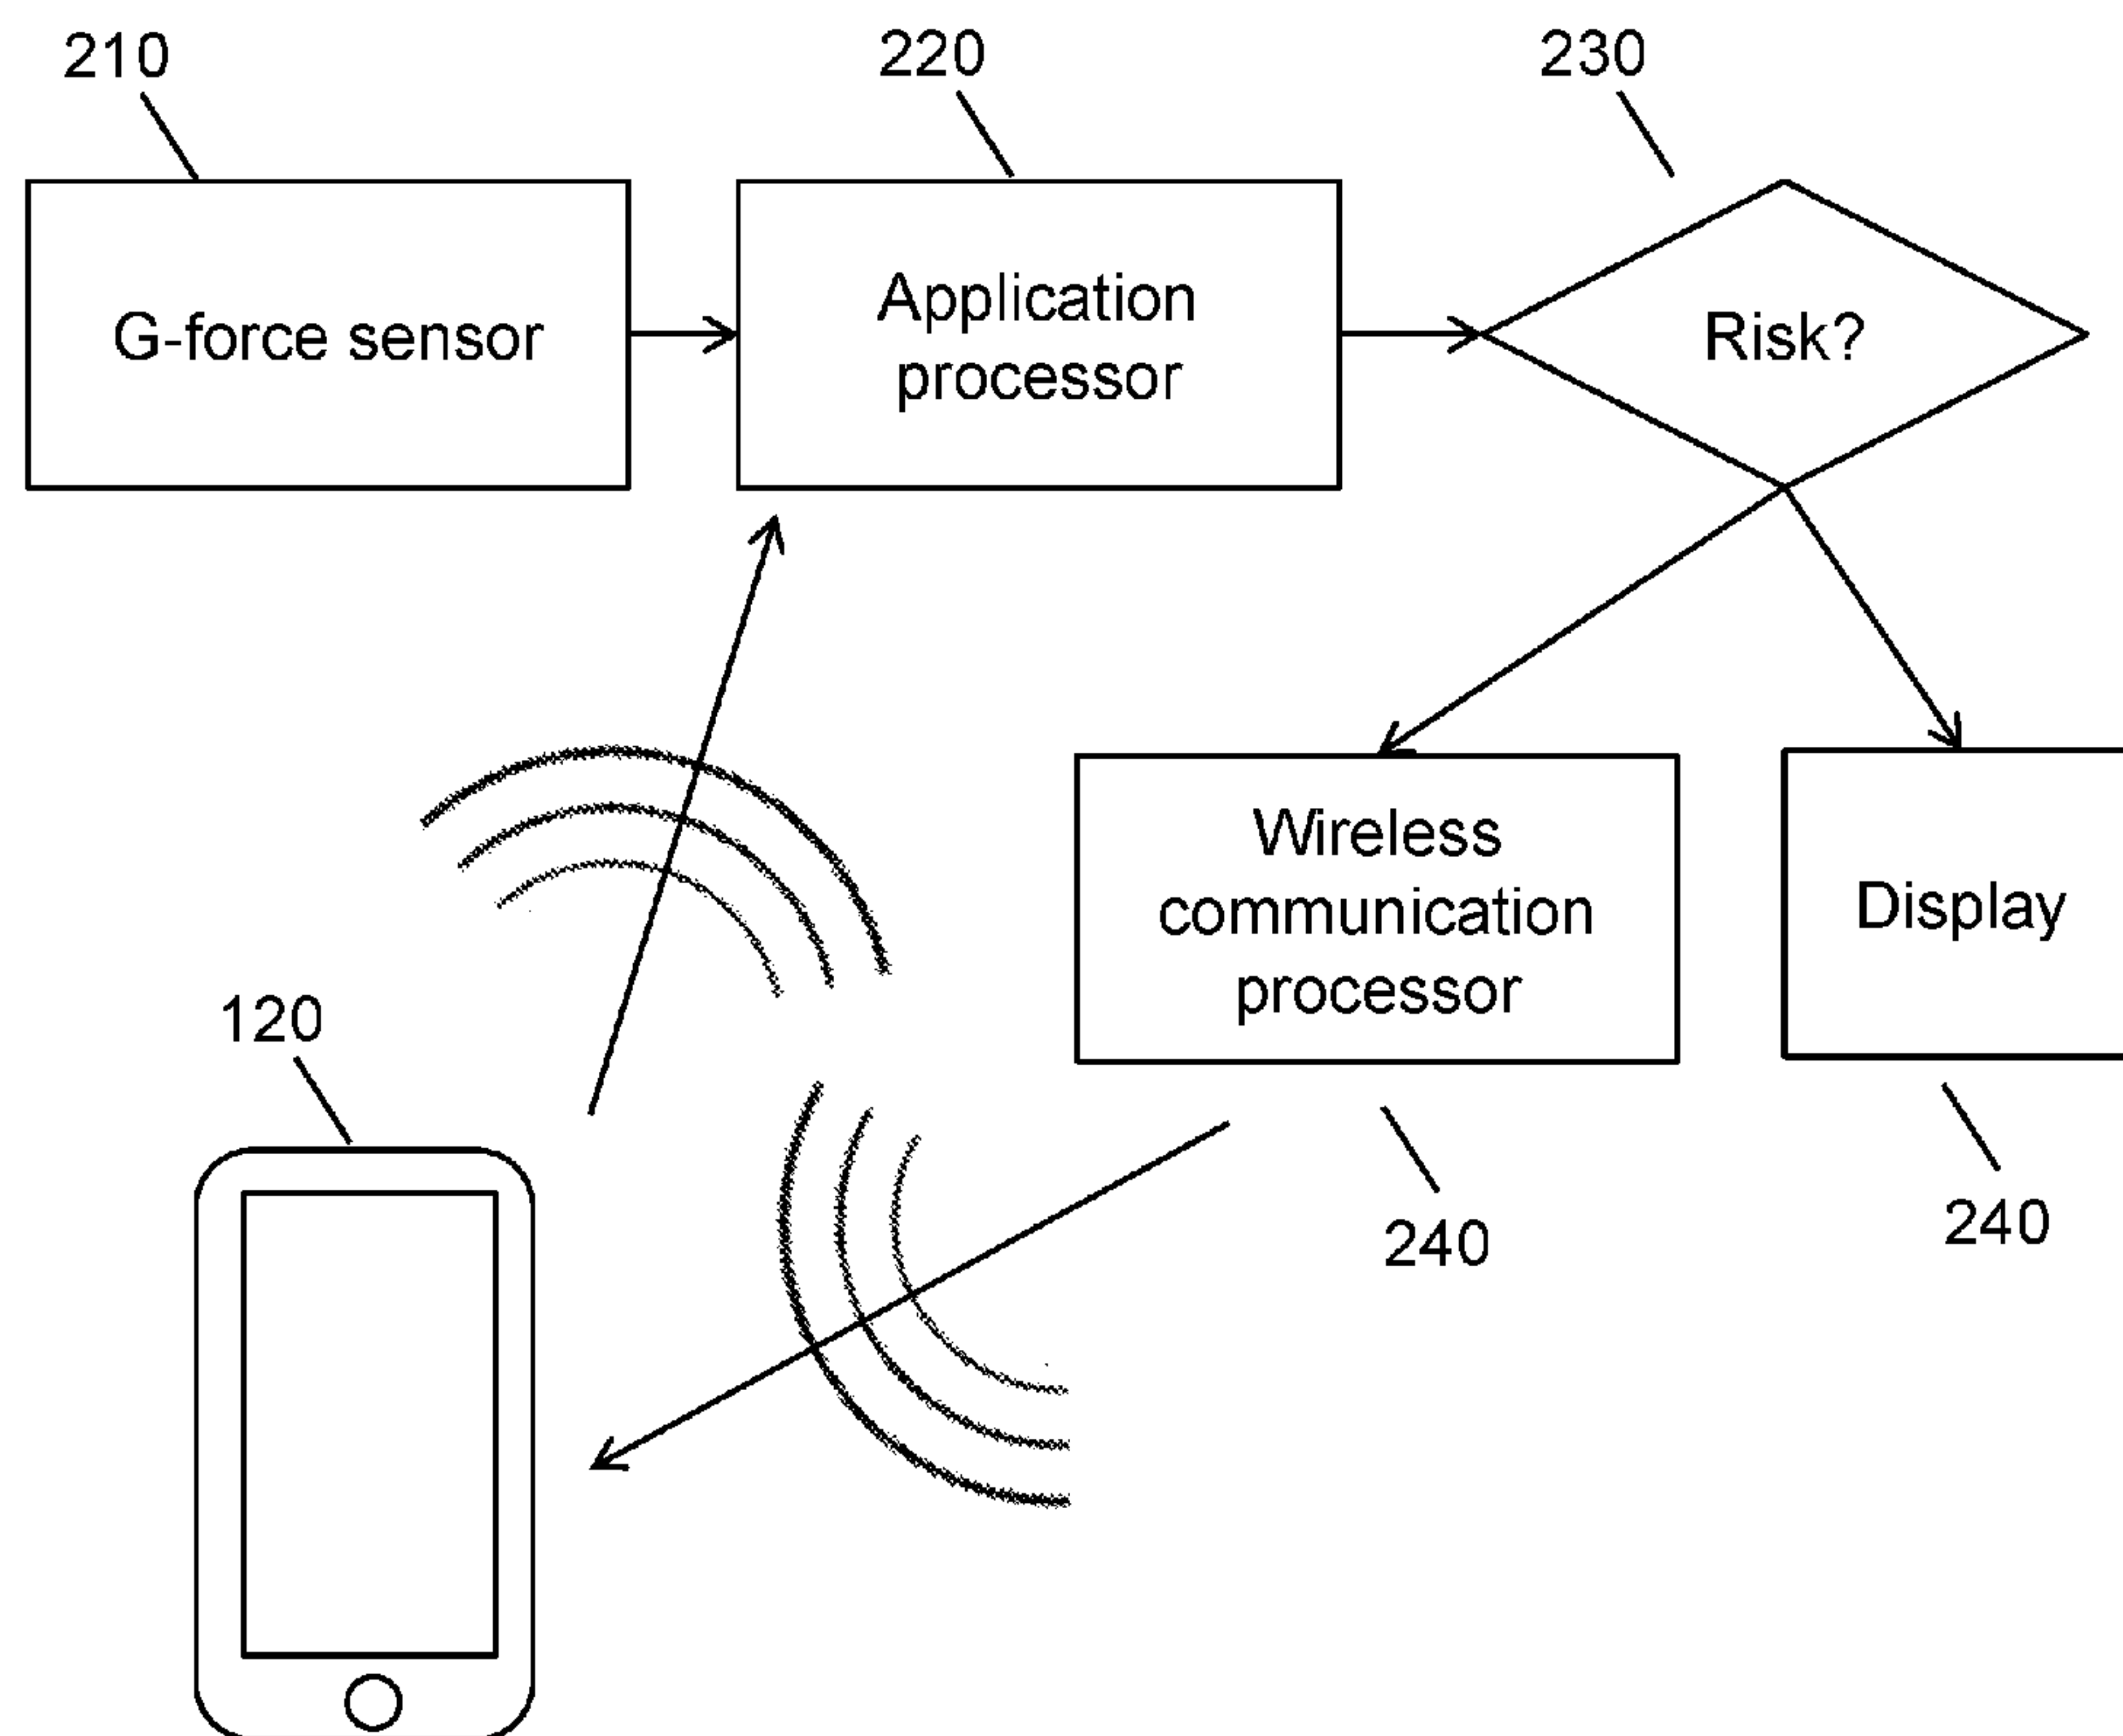 210
220
230
G-force sensor
Application
processor
Risk?
Wireless
communication
processor
Display
120
240
240